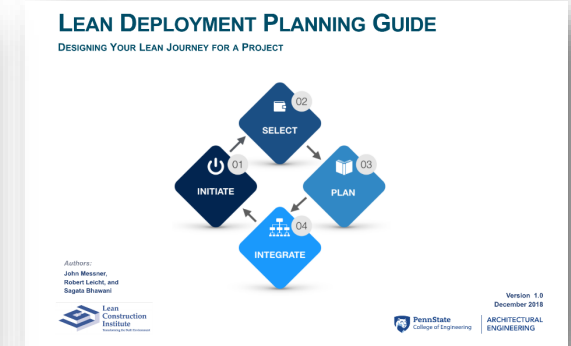 LEAN DEPLOYMENT PLANNING GUIDE
DESIGNING YOUR LEAN JOURNEY FOR A PROJECT
02
SELECT
01
INITIATE
03
PLAN
04
INTEGRATE
Authors:
John Messner,
Robert Leicht, and
Sagata Bhawani
Lean
Construction
Institute
Version 1.0
December 2018
PennState
College of Engineering
ARCHITECTURAL
ENGINEERING